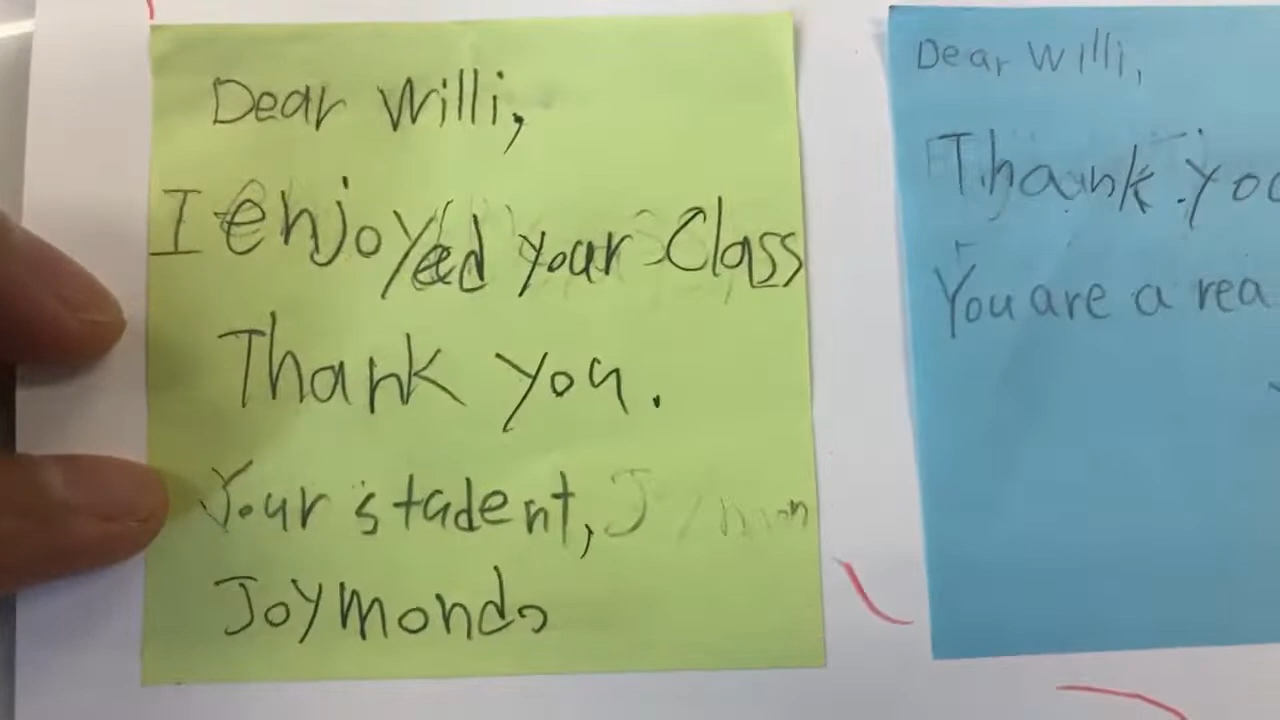 Dear Willi,
I enjoyed your Class
Thank you.
Your student,
Joymond
Dear Willi,
Thank yo
You are a rea